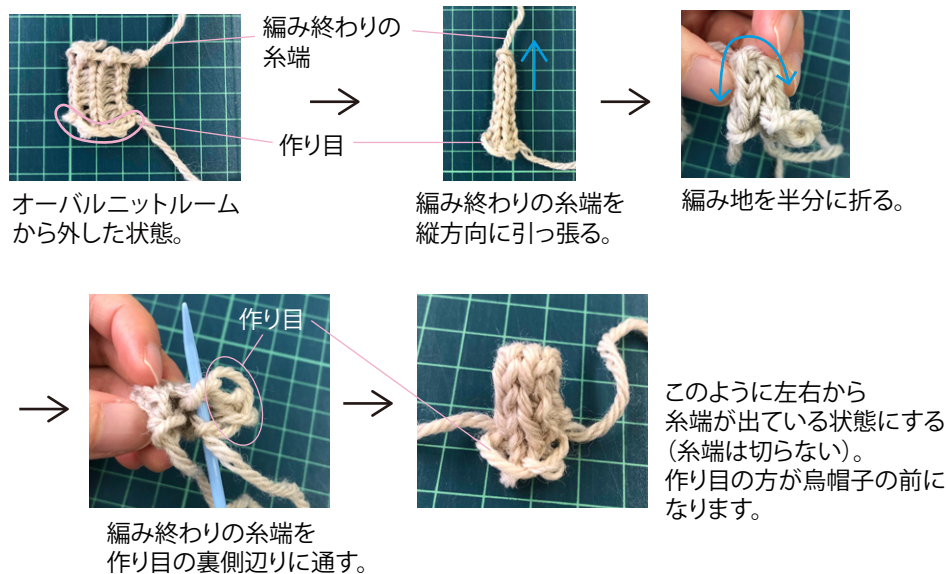 編み終わりの
糸端
作り目
オーバルニットルーム
から外した状態。
編み終わりの糸端を
縦方向に引っ張る。
編み地を半分に折る。
作り目
編み終わりの糸端を
作り目の裏側辺りに通す。
このように左右から
糸端が出ている状態にする
（糸端は切らない）。
作り目の方が烏帽子の前に
なります。